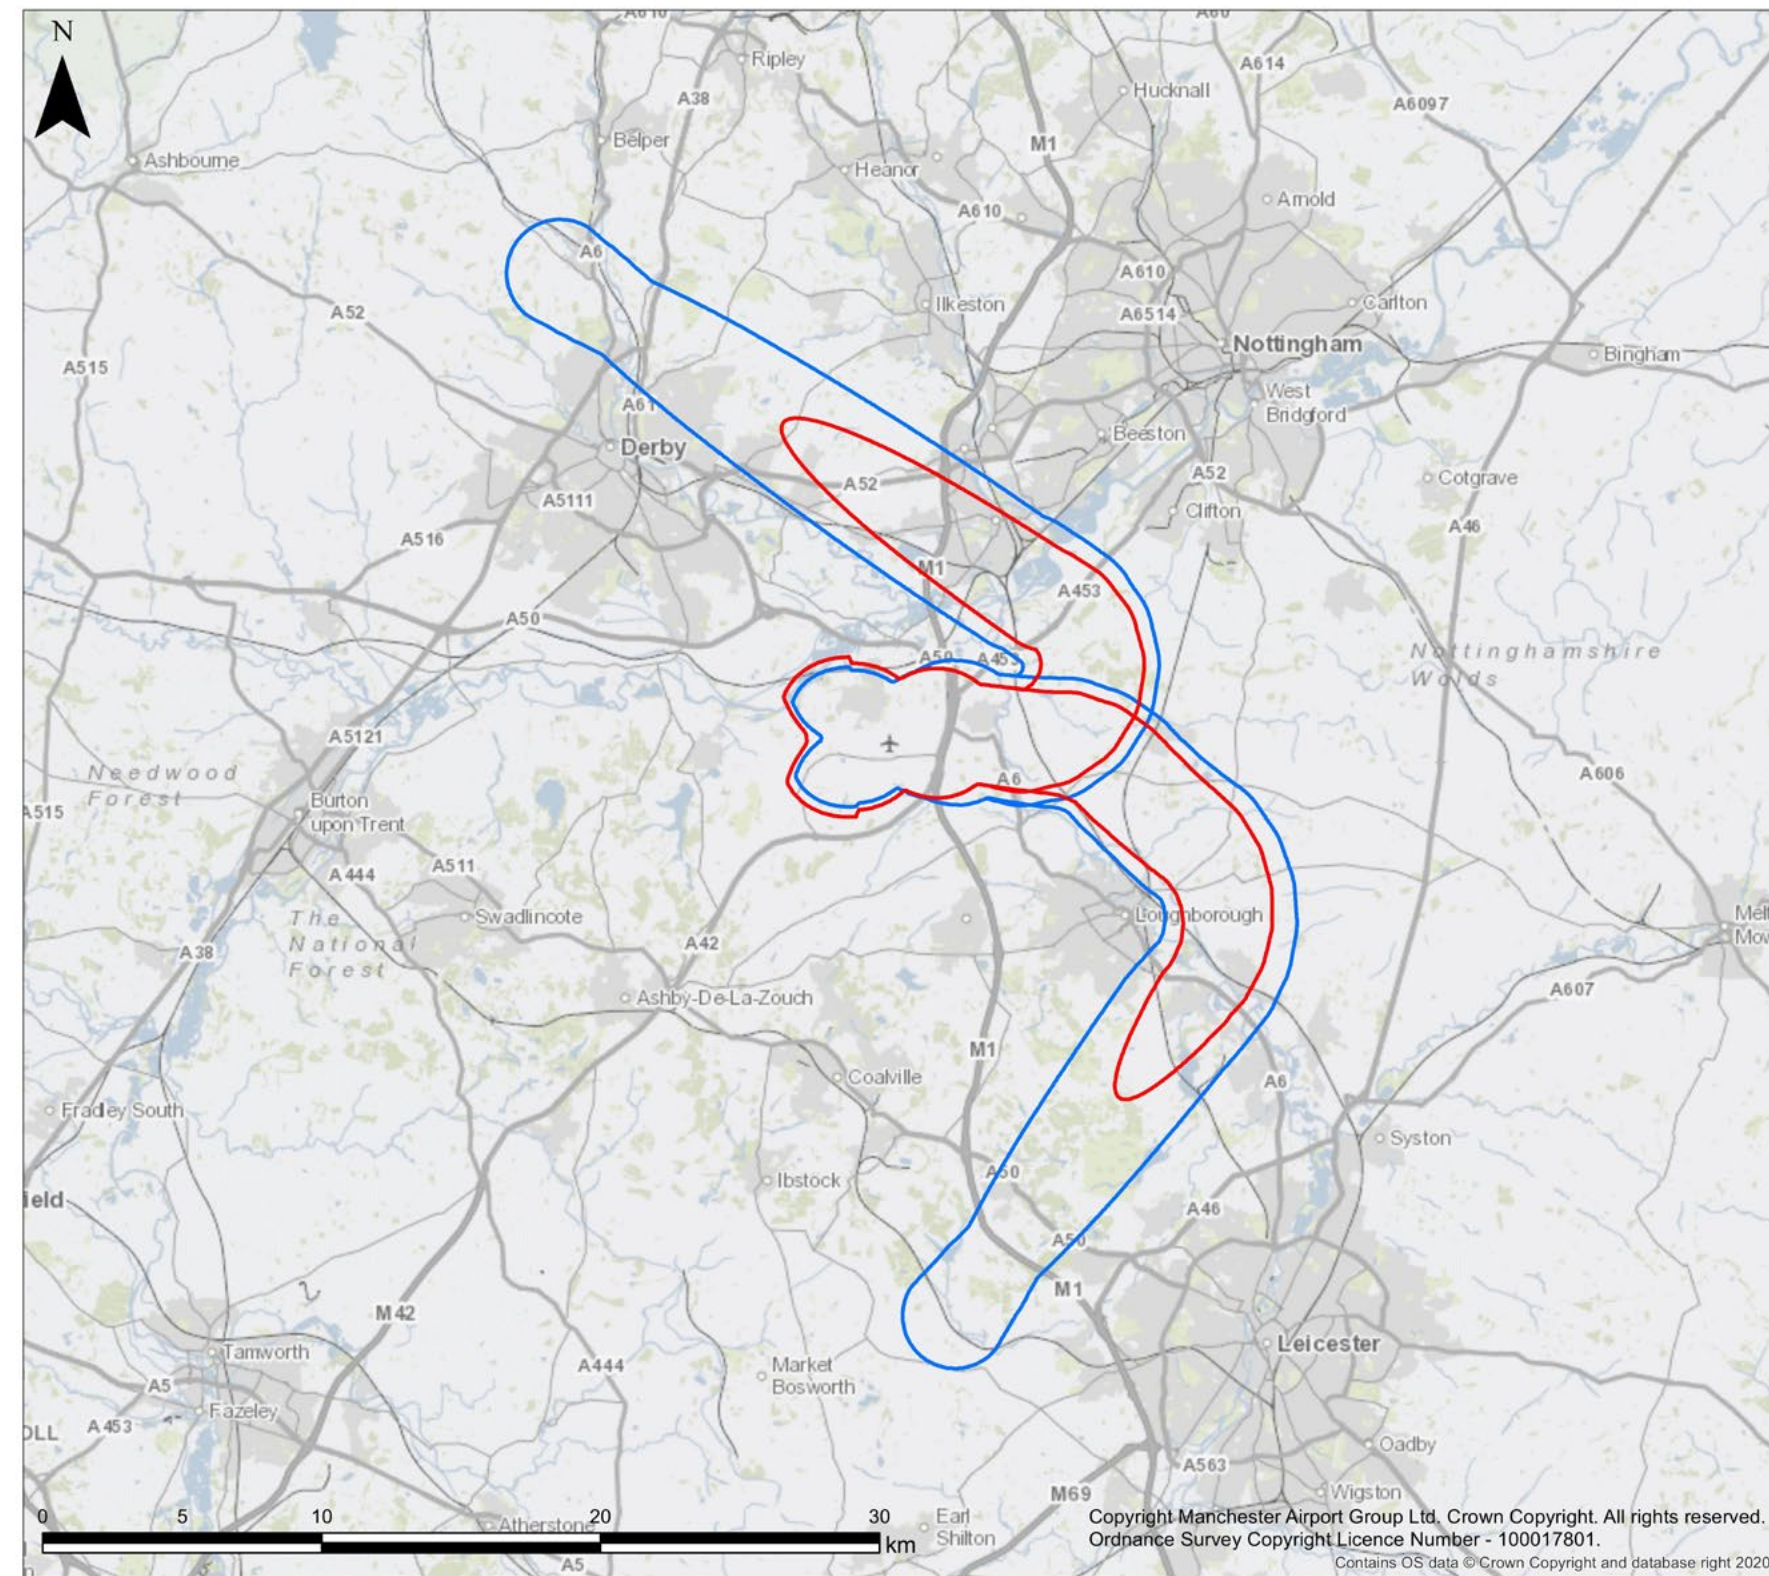 N
A610
A60
Ripley
A614
Hucknall
A38
A6097
Belper
M1
Ashbourne
Heanor
Arnold
A610
A6
A610
Carlton
Ilkeston
A52
A6514
Nottingham
Bingham
A515
West
Bridgford
A61
Beeston
Derby
A52
A52
Cotgrave
A5111
Clifton
A46
A516
M1
A453
A50
Nottinghamshire
Wolds
A50
A453
A5121
Needwood
Forest
A6
A606
Burton
upon Trent
A515
A511
A444
The
National
Forest
Swadlincote
Loughborough
A42
A38
A607
Ashby-De-La-Zouch
M1
Coalville
A6
Fradley South
Syston
A50
Ibstock
ield
A46
A50
M1
M42
Leicester
Tamworth
A444
Market
Bosworth
A5
Fazeley
A453
Oadby
A563
M69
Wigston
0 5 10 20 30
km
Atherstone
Earl
Shilton
A5
Copyright Manchester Airport Group Ltd. Crown Copyright. All rights reserved.
Ordnance Survey Copyright Licence Number - 100017801.
Contains OS data © Crown Copyright and database right 2020